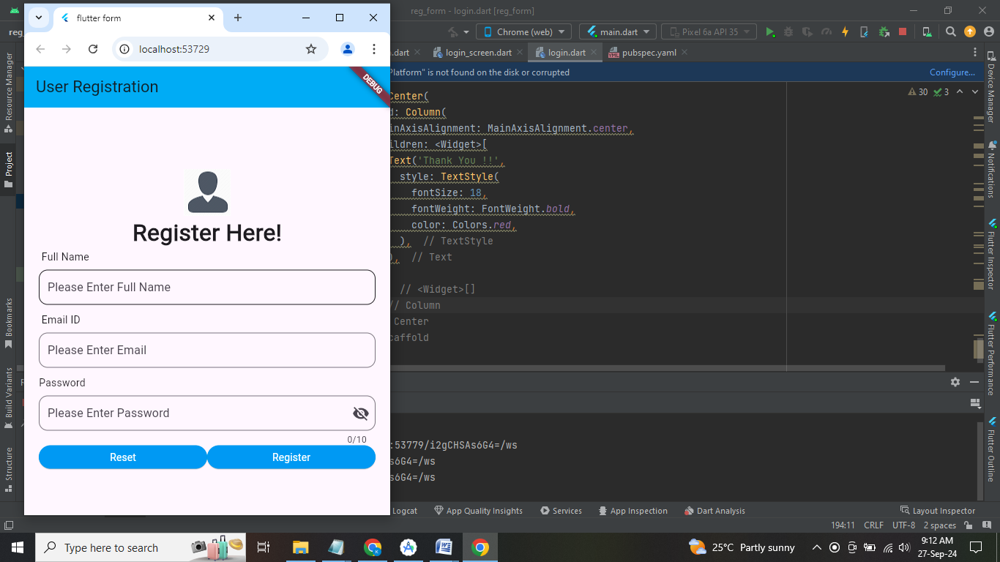 reg_form - login.dart [reg_form]
flutter form
reg_
Chrome (web)
main.dart
Pixel 6a API 35
localhost:53729
.dart
login_screen.dart
login.dart
pubspec.yaml
Platform" is not found on the disk or corrupted
Configure...
User Registration
DEBUG
30
3
Center(
d: Column(
inAxisAlignment: MainAxisAlignment.center,
ildren: <Widget>[
Text('Thank You !!',
style: TextStyle(
fontSize: 18,
fontWeight: FontWeight.bold,
color: Colors.red,
), // TextStyle
), // Text
// <Widget>[]
// Column
Center
caffold
Register Here!
Full Name
Please Enter Full Name
Email ID
Please Enter Email
Password
Please Enter Password
0/10
Reset
Register
:53779/i2gCHSAs6G4=/ws
s6G4=/ws
s6G4=/ws
Resource Manager
Project
Bookmarks
Build Variants
Structure
Device Manager
Notifications
Flutter Inspector
Flutter Performance
Flutter Outline
Logcat
App Quality Insights
Services
App Inspection
Dart Analysis
Layout Inspector
194:11
CRLF
UTF-8
2 spaces
Type here to search
25°C Partly sunny
9:12 AM
27-Sep-24